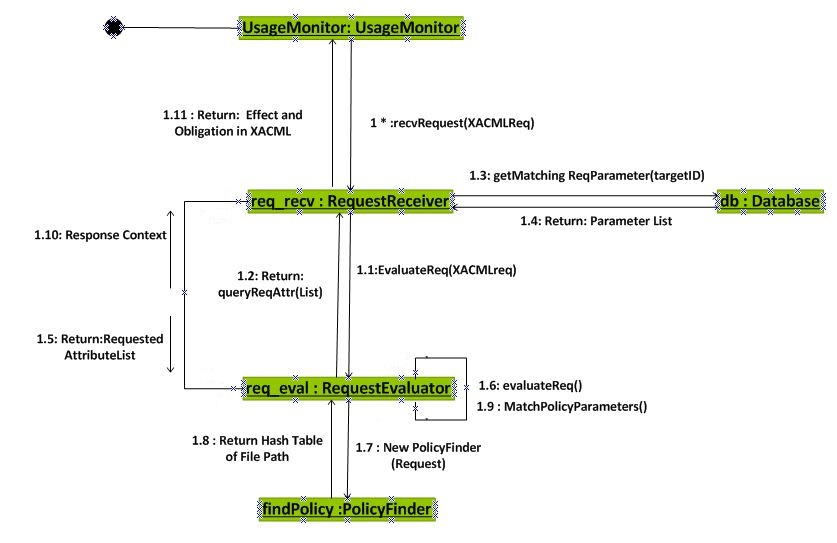 UsageMonitor: UsageMonitor
1.11 : Return:  Effect and
Obligation in XACML
1 * :recvRequest(XACMLReq)
1.3: getMatching ReqParameter(targetID)
req_recv : RequestReceiver
db : Database
1.4: Return: Parameter List
1.10: Response Context
1.2: Return:
queryReqAttr(List)
1.1:EvaluateReq(XACMLreq)
1.5: Return:Requested
AttributeList
req_eval : RequestEvaluator
1.6: evaluateReq()
1.9 : MatchPolicyParameters()
1.8 : Return Hash Table
of File Path
1.7 : New PolicyFinder
(Request)
findPolicy :PolicyFinder